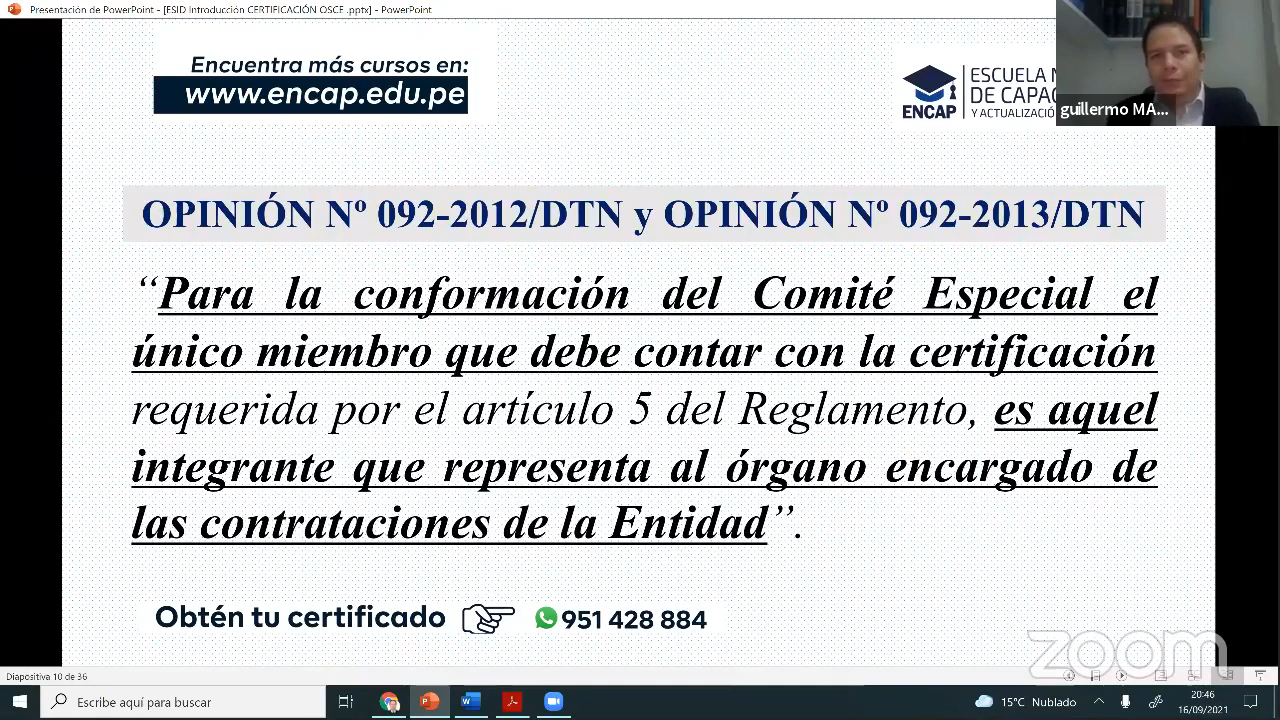 Presentación de PowerPoint - [ESID Introducción CERTIFICACIÓN OSCE .pptx] - PowerPoint
Encuentra más cursos en:
www.encap.edu.pe
ENCAP
ESCUELA
DE CAPA
Y ACTUALIZACIÓN
guillermo MA...
OPINIÓN Nº 092-2012/DTN y OPINIÓN Nº 092-2013/DTN
“Para la conformación del Comité Especial el
único miembro que debe contar con la certificación
requerida por el artículo 5 del Reglamento, es aquel
integrante que representa al órgano encargado de
las contrataciones de la Entidad”.
Obtén tu certificado
951 428 884
zoom
Diapositiva 10 de 36
Escribe aquí para buscar
15°C Nublado
20:46
16/09/2021